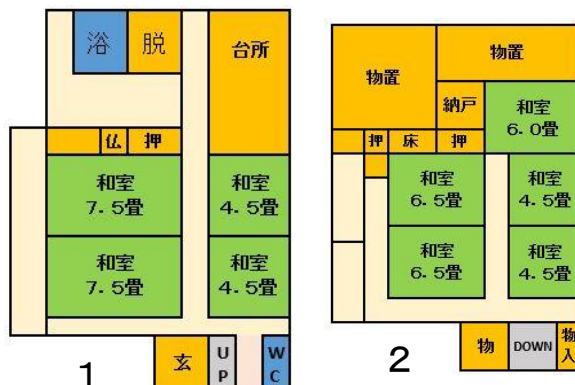 浴
脱
台所
仏
押
和室
7.5畳
和室
4.5畳
和室
7.5畳
和室
4.5畳
玄
UP
WC
1
物置
物置
納戸
和室
6.0畳
押
床
押
和室
6.5畳
和室
4.5畳
和室
6.5畳
和室
4.5畳
物
DOWN
物入
2